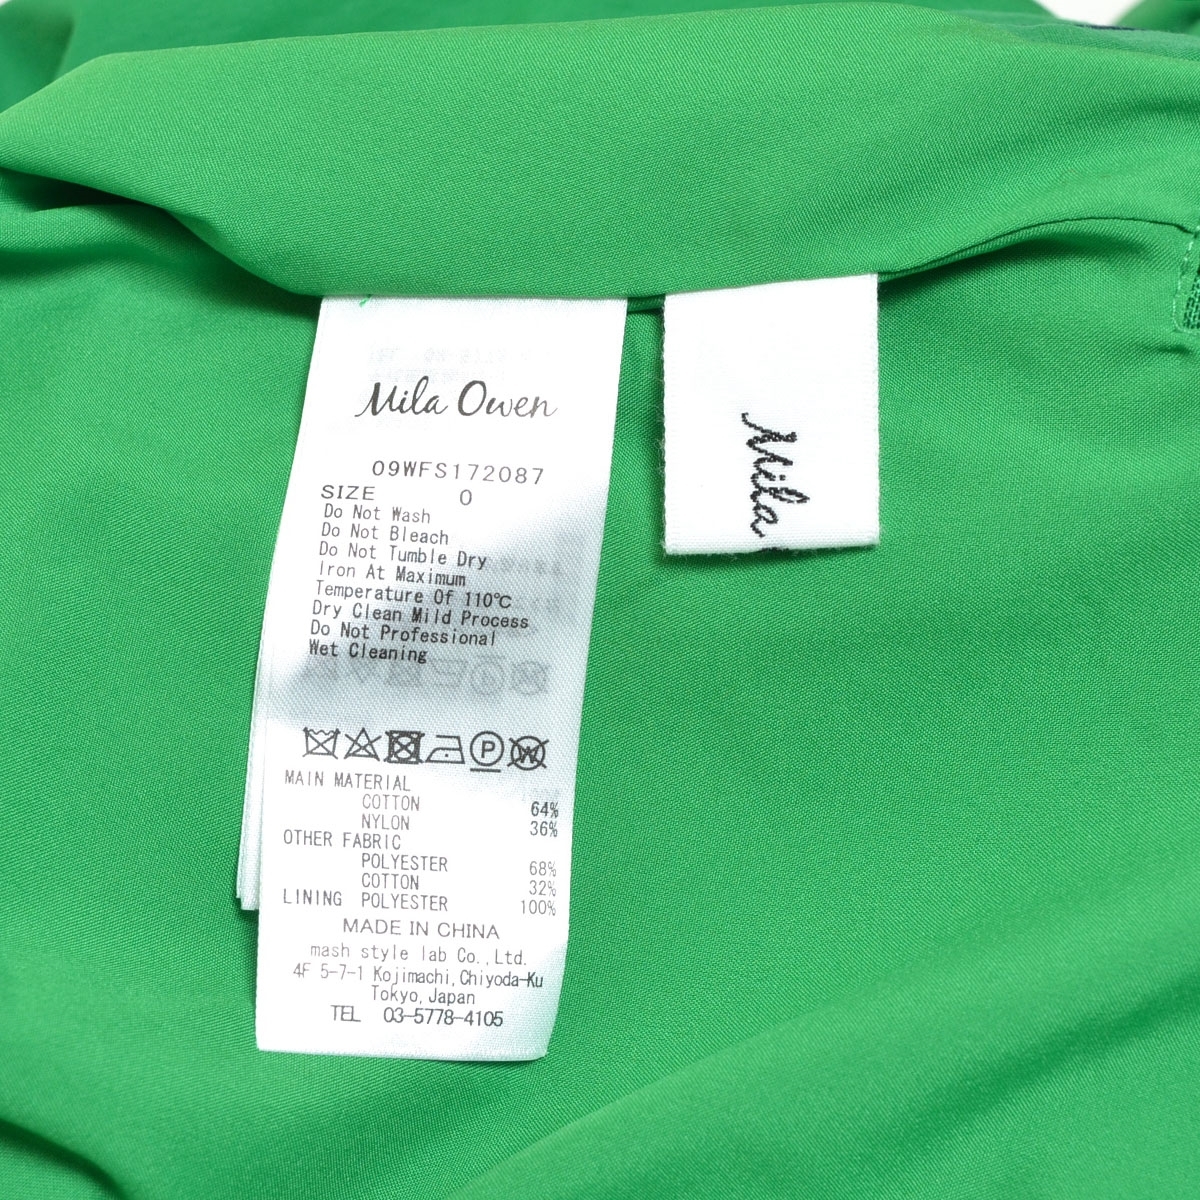 Mila Owen
09WFS172087
SIZE 0
Do Not Wash
Do Not Bleach
Do Not Tumble Dry
Iron At Maximum
Temperature Of 110℃
Dry Clean Mild Process
Do Not Professional
Wet Cleaning
P W
MAIN MATERIAL
COTTON 64%
NYLON 36%
OTHER FABRIC
POLYESTER 68%
COTTON 32%
LINING POLYESTER 100%
MADE IN CHINA
mash style lab Co.,Ltd.
4F 5-7-1 Kojimachi,Chiyoda-Ku
Tokyo,Japan
TEL 03-5778-4105
Mila